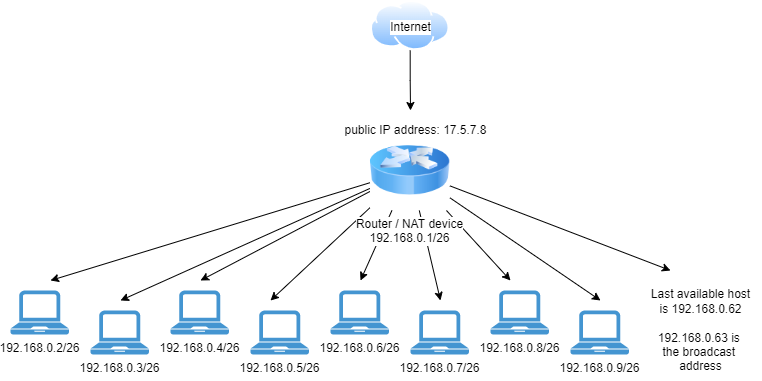 Internet
public IP address: 17.5.7.8
Router / NAT device
192.168.0.1/26
Last available host
is 192.168.0.62
192.168.0.63 is
the broadcast
address
192.168.0.2/26
192.168.0.3/26
192.168.0.4/26
192.168.0.5/26
192.168.0.6/26
192.168.0.7/26
192.168.0.8/26
192.168.0.9/26